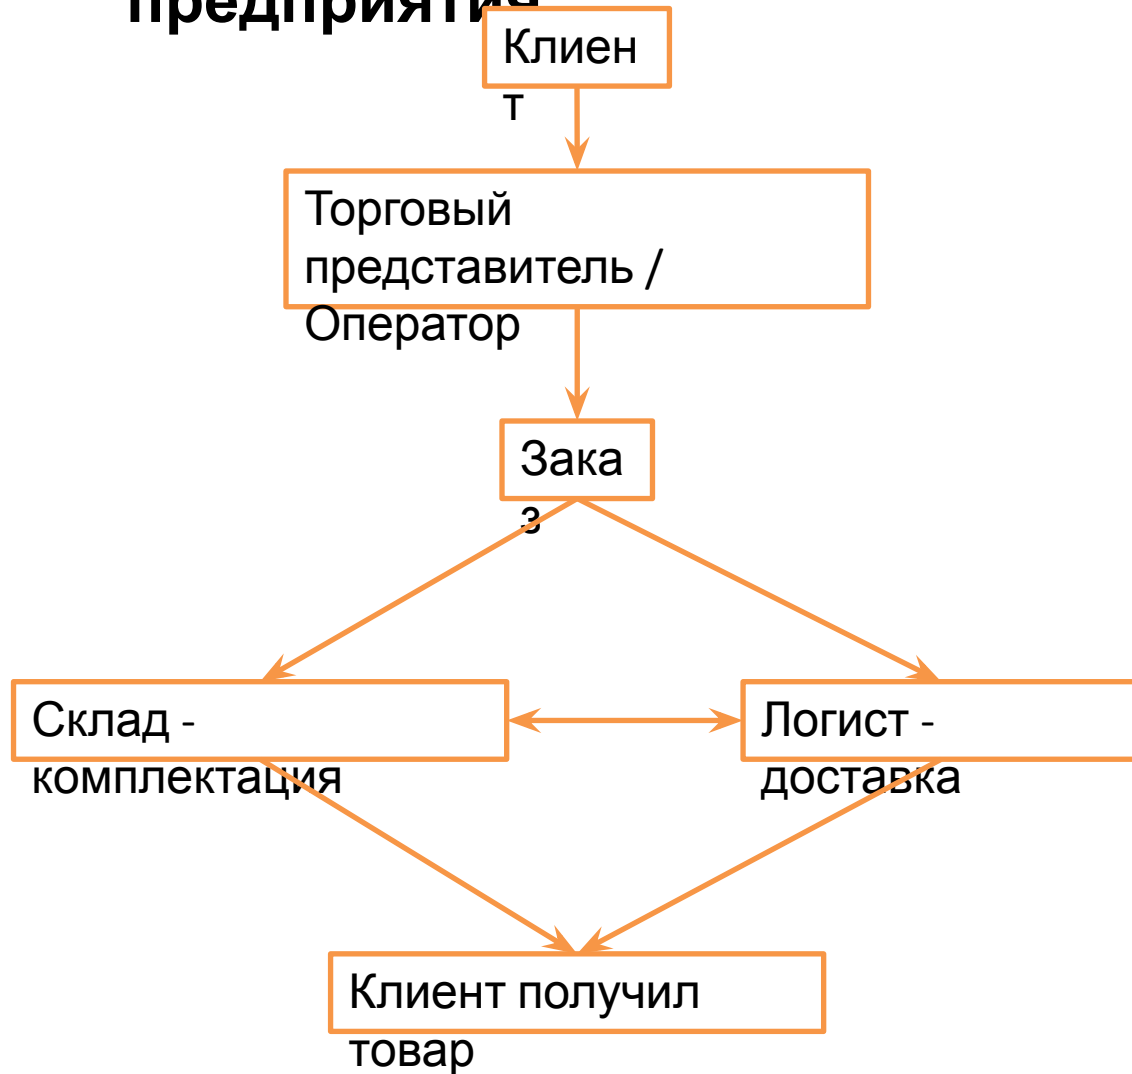 предприятия
Клиен
т
Торговый
представитель /
Оператор
Зака
з
Склад -
комплектация
Логист -
доставка
Клиент получил
товар